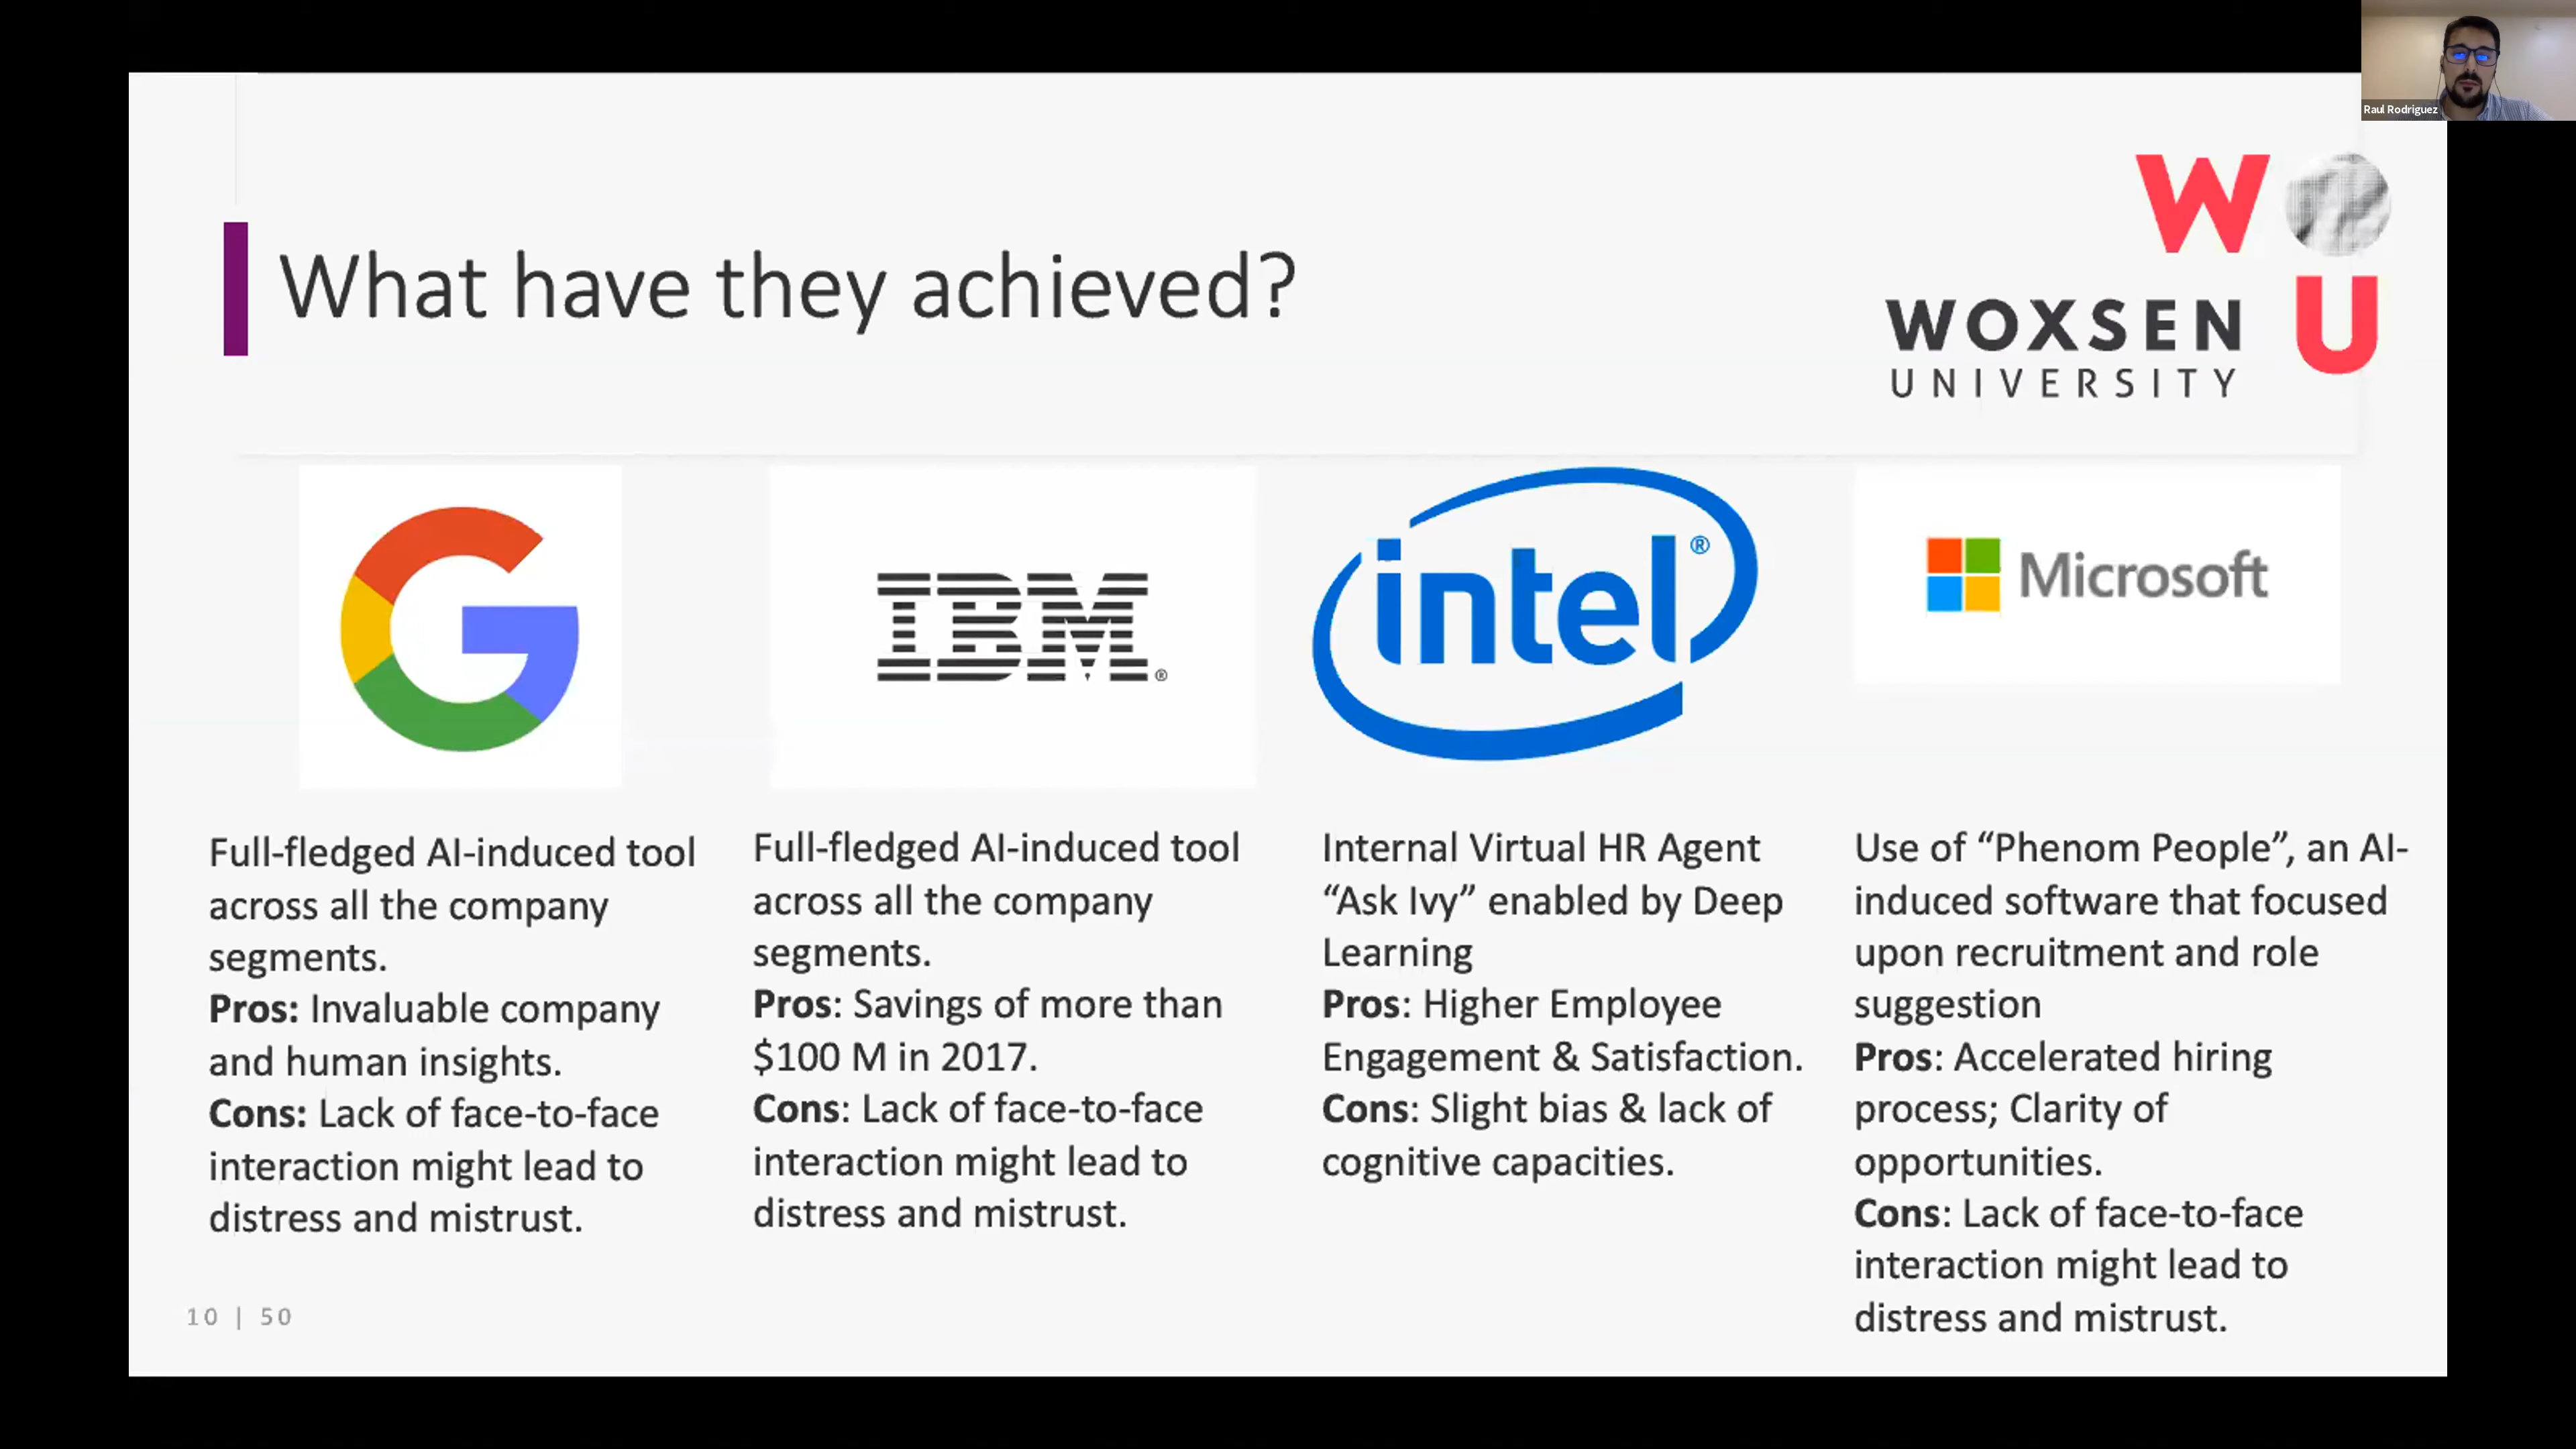 Raul Rodriguez
W
WOXSEN
U
UNIVERSITY
What have they achieved?
G
IBM®
intel®
Microsoft
Full-fledged AI-induced tool
across all the company
segments.
Pros: Invaluable company
and human insights.
Cons: Lack of face-to-face
interaction might lead to
distress and mistrust.
Full-fledged AI-induced tool
across all the company
segments.
Pros: Savings of more than
$100 M in 2017.
Cons: Lack of face-to-face
interaction might lead to
distress and mistrust.
Internal Virtual HR Agent
“Ask Ivy” enabled by Deep
Learning
Pros: Higher Employee
Engagement & Satisfaction.
Cons: Slight bias & lack of
cognitive capacities.
Use of “Phenom People”, an AI-
induced software that focused
upon recruitment and role
suggestion
Pros: Accelerated hiring
process; Clarity of
opportunities.
Cons: Lack of face-to-face
interaction might lead to
distress and mistrust.
10 | 50